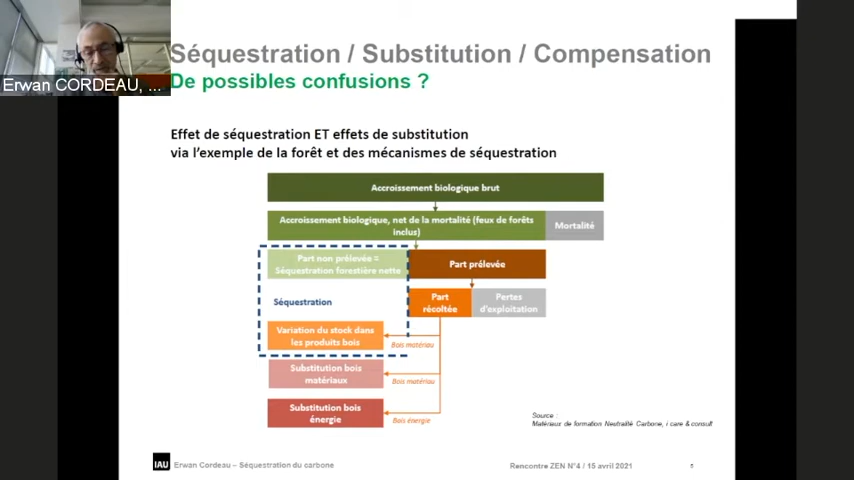 Séquestration / Substitution / Compensation
De possibles confusions ?
Erwan CORDEAU, ...
Effet de séquestration ET effets de substitution
via l'exemple de la forêt et des mécanismes de séquestration
Accroissement biologique brut
Accroissement biologique, net de la mortalité (feux de forêts
inclus)
Mortalité
Part non prélevée =
Séquestration forestière nette
Part prélevée
Séquestration
Part
récoltée
Pertes
d'exploitation
Variation du stock dans
les produits bois
Bois matériau
Substitution bois
matériaux
Bois matériau
Substitution bois
énergie
Bois énergie
Source :
Matériaux de formation Neutralité Carbone, i care & consult
IAU
Erwan Cordeau – Séquestration du carbone
Rencontre ZEN N°4 / 15 avril 2021